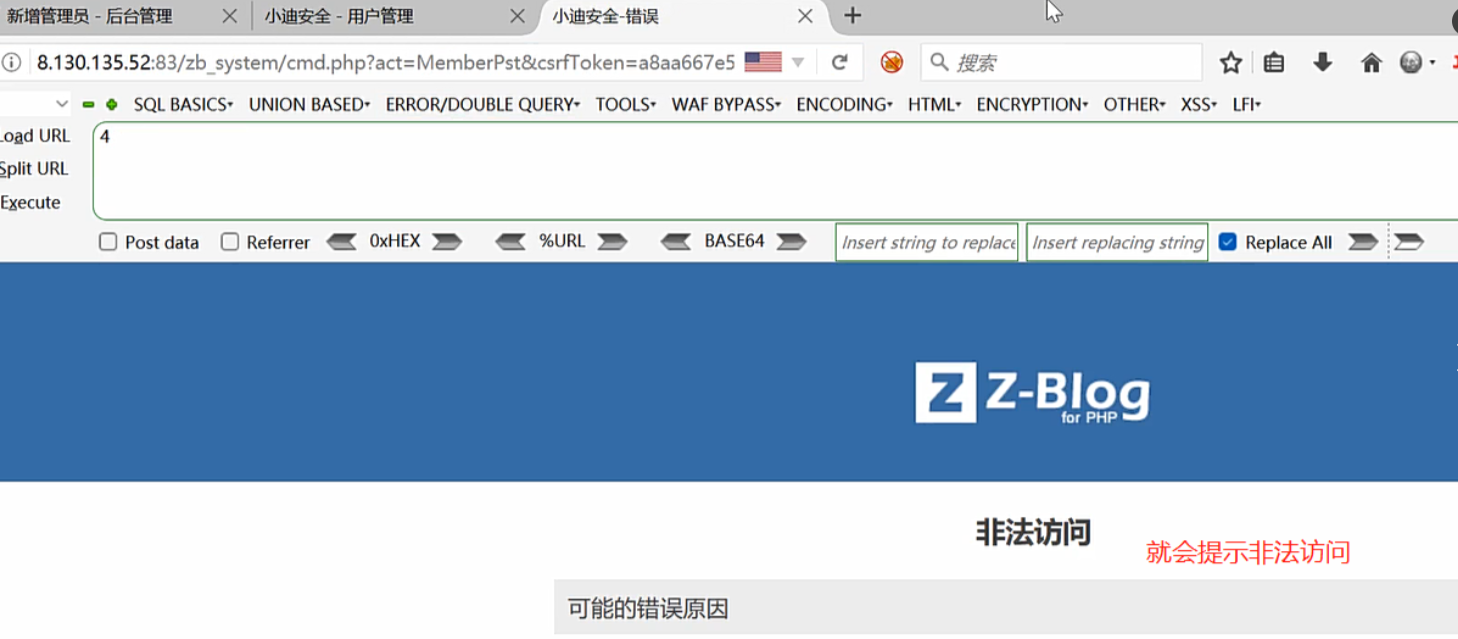 新增管理员 - 后台管理
小迪安全 - 用户管理
小迪安全-错误
8.130.135.52:83/zb_system/cmd.php?act=MemberPst&csrfToken=a8aa667e5
搜索
SQL BASICS
UNION BASED
ERROR/DOUBLE QUERY
TOOLS
WAF BYPASS
ENCODING
HTML
ENCRYPTION
OTHER
XSS
LFI
Load URL
4
Split URL
Execute
Post data
Referrer
0xHEX
%URL
BASE64
Insert string to replace
Insert replacing string
Replace All
Z Z-Blog
for PHP
非法访问
就会提示非法访问
可能的错误原因